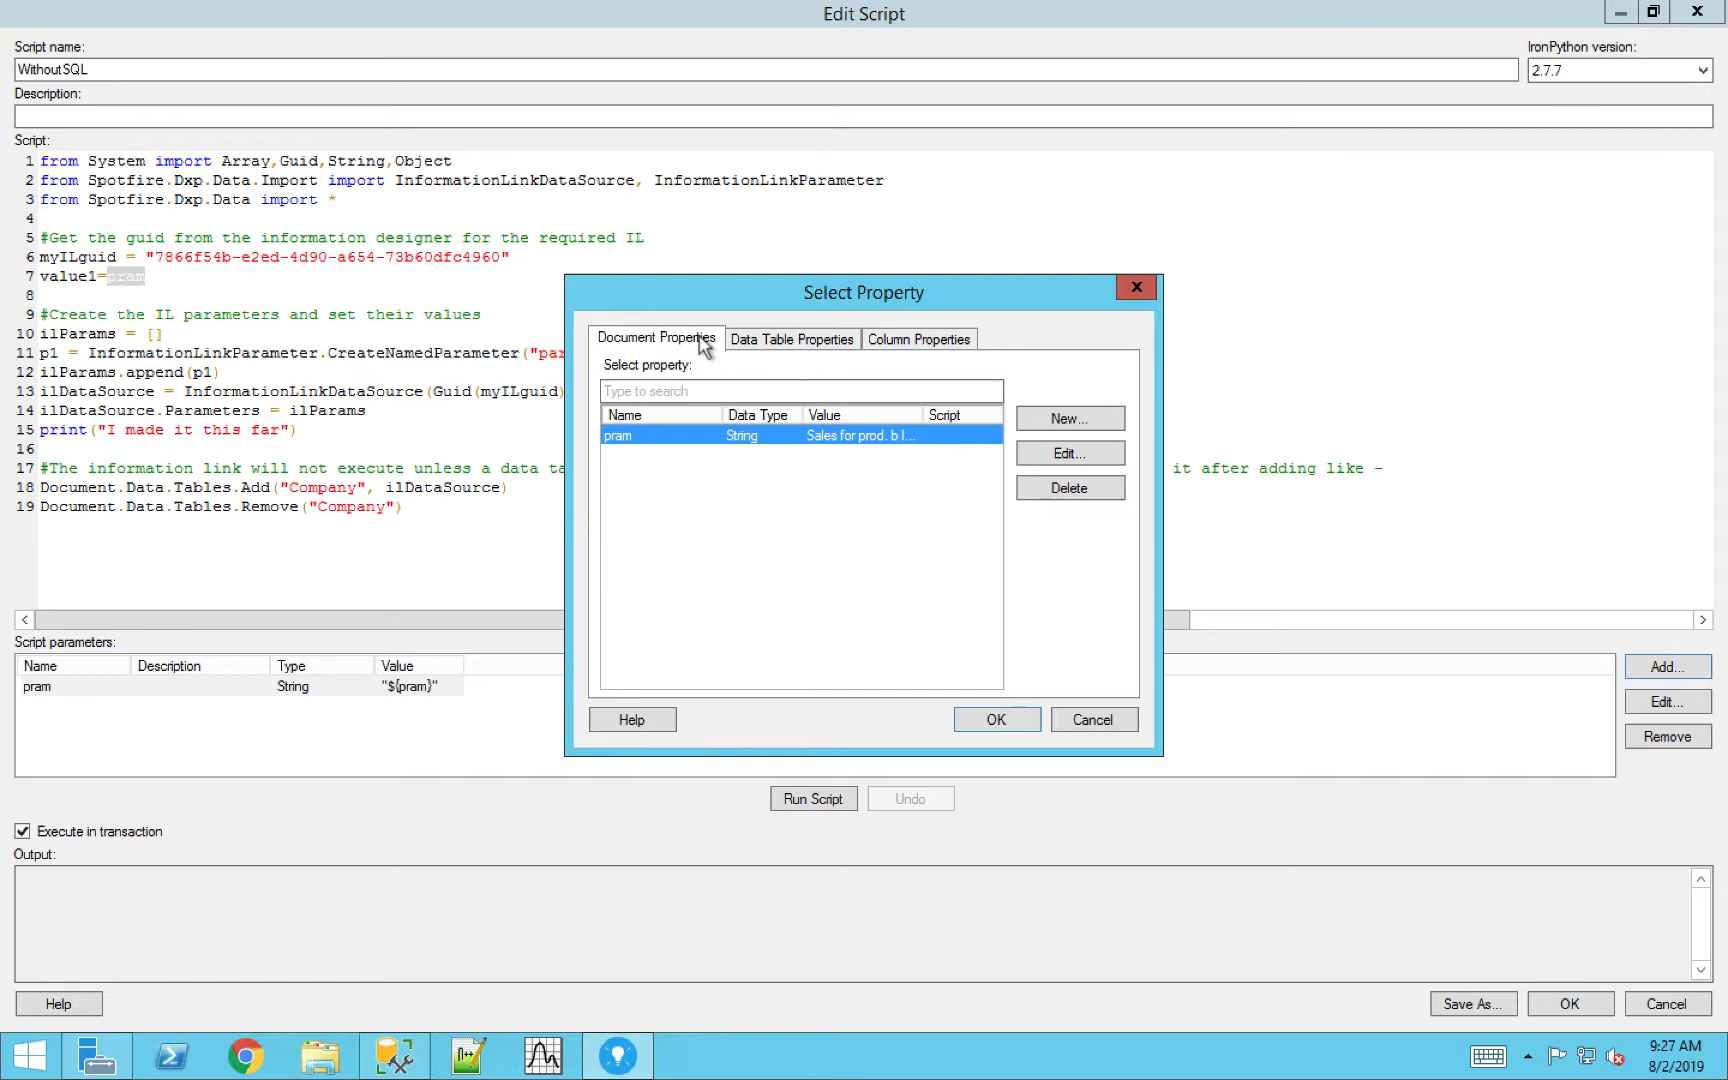 Edit Script
Script name:
IronPython version:
WithoutSQL
2.7.7
Description:
Script:
1 from System import Array,Guid,String,Object
2 from Spotfire.Dxp.Data.Import import InformationLinkDataSource, InformationLinkParameter
3 from Spotfire.Dxp.Data import *
4
5 #Get the guid from the information designer for the required IL
6 myILguid = "7866f54b-e2ed-4d90-a654-73b60dfc4960"
7 value1=pram
8
9 #Create the IL parameters and set their values
10 ilParams = []
11 p1 = InformationLinkParameter.CreateNamedParameter("par
12 ilParams.append(p1)
13 ilDataSource = InformationLinkDataSource(Guid(myILguid)
14 ilDataSource.Parameters = ilParams
15 print("I made it this far")
16
17 #The information link will not execute unless a data ta it after adding like -
18 Document.Data.Tables.Add("Company", ilDataSource)
19 Document.Data.Tables.Remove("Company")
Select Property
Document Properties Data Table Properties Column Properties
Select property:
Type to search
Name Data Type Value Script
pram String Sales for prod. b l...
New...
Edit...
Delete
Help OK Cancel
Script parameters:
Name Description Type Value
pram String "${pram}"
Add...
Edit...
Remove
Run Script Undo
Execute in transaction
Output:
Help Save As... OK Cancel
9:27 AM
8/2/2019